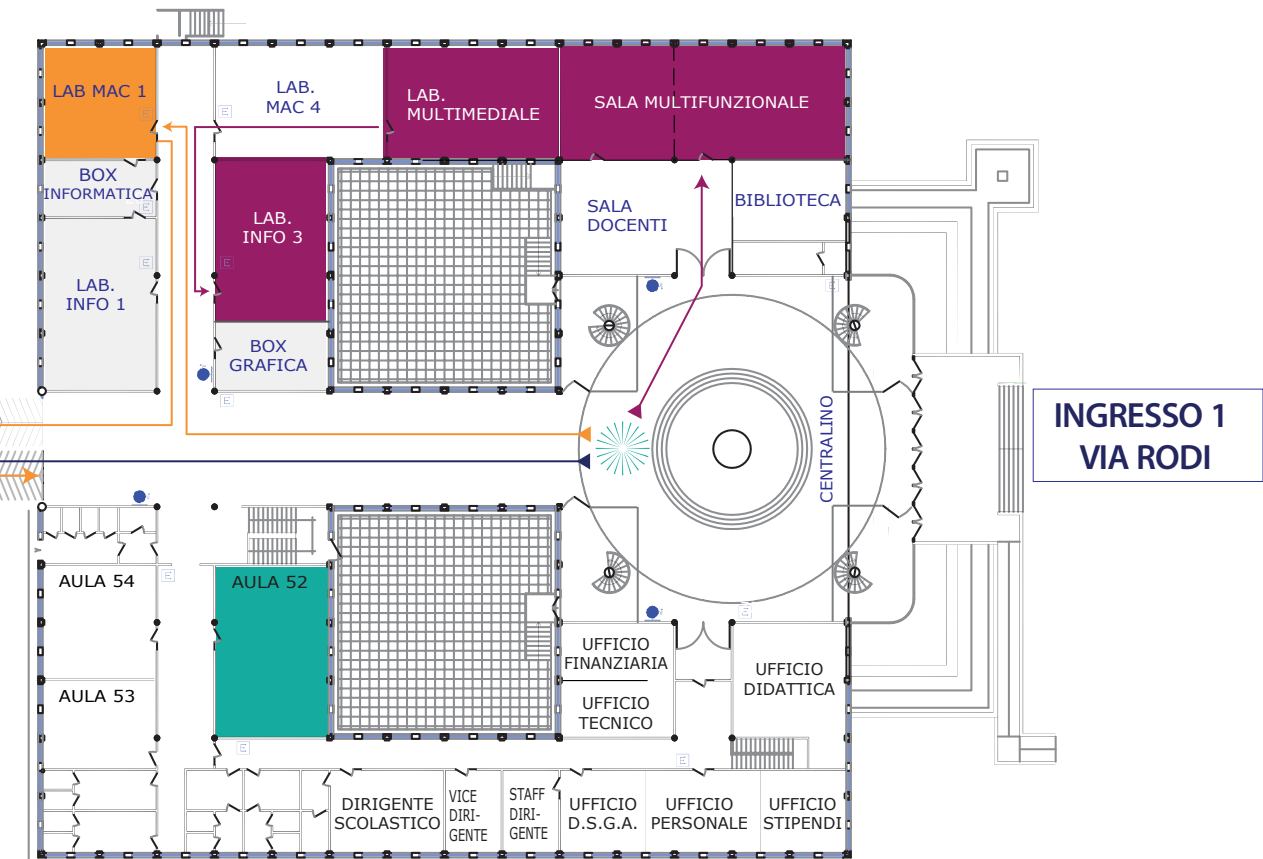 LAB MAC 1
LAB.
MAC 4
LAB.
MULTIMEDIALE
SALA MULTIFUNZIONALE
BOX
INFORMATICA
LAB.
INFO 3
SALA
DOCENTI
BIBLIOTECA
LAB.
INFO 1
BOX
GRAFICA
CENTRALINO
INGRESSO 1
VIA RODI
AULA 54
AULA 52
AULA 53
UFFICIO
FINANZIARIA
UFFICIO
TECNICO
UFFICIO
DIDATTICA
DIRIGENTE
SCOLASTICO
VICE
DIRI-
GENTE
STAFF
DIRI-
GENTE
UFFICIO
D.S.G.A.
UFFICIO
PERSONALE
UFFICIO
STIPENDI